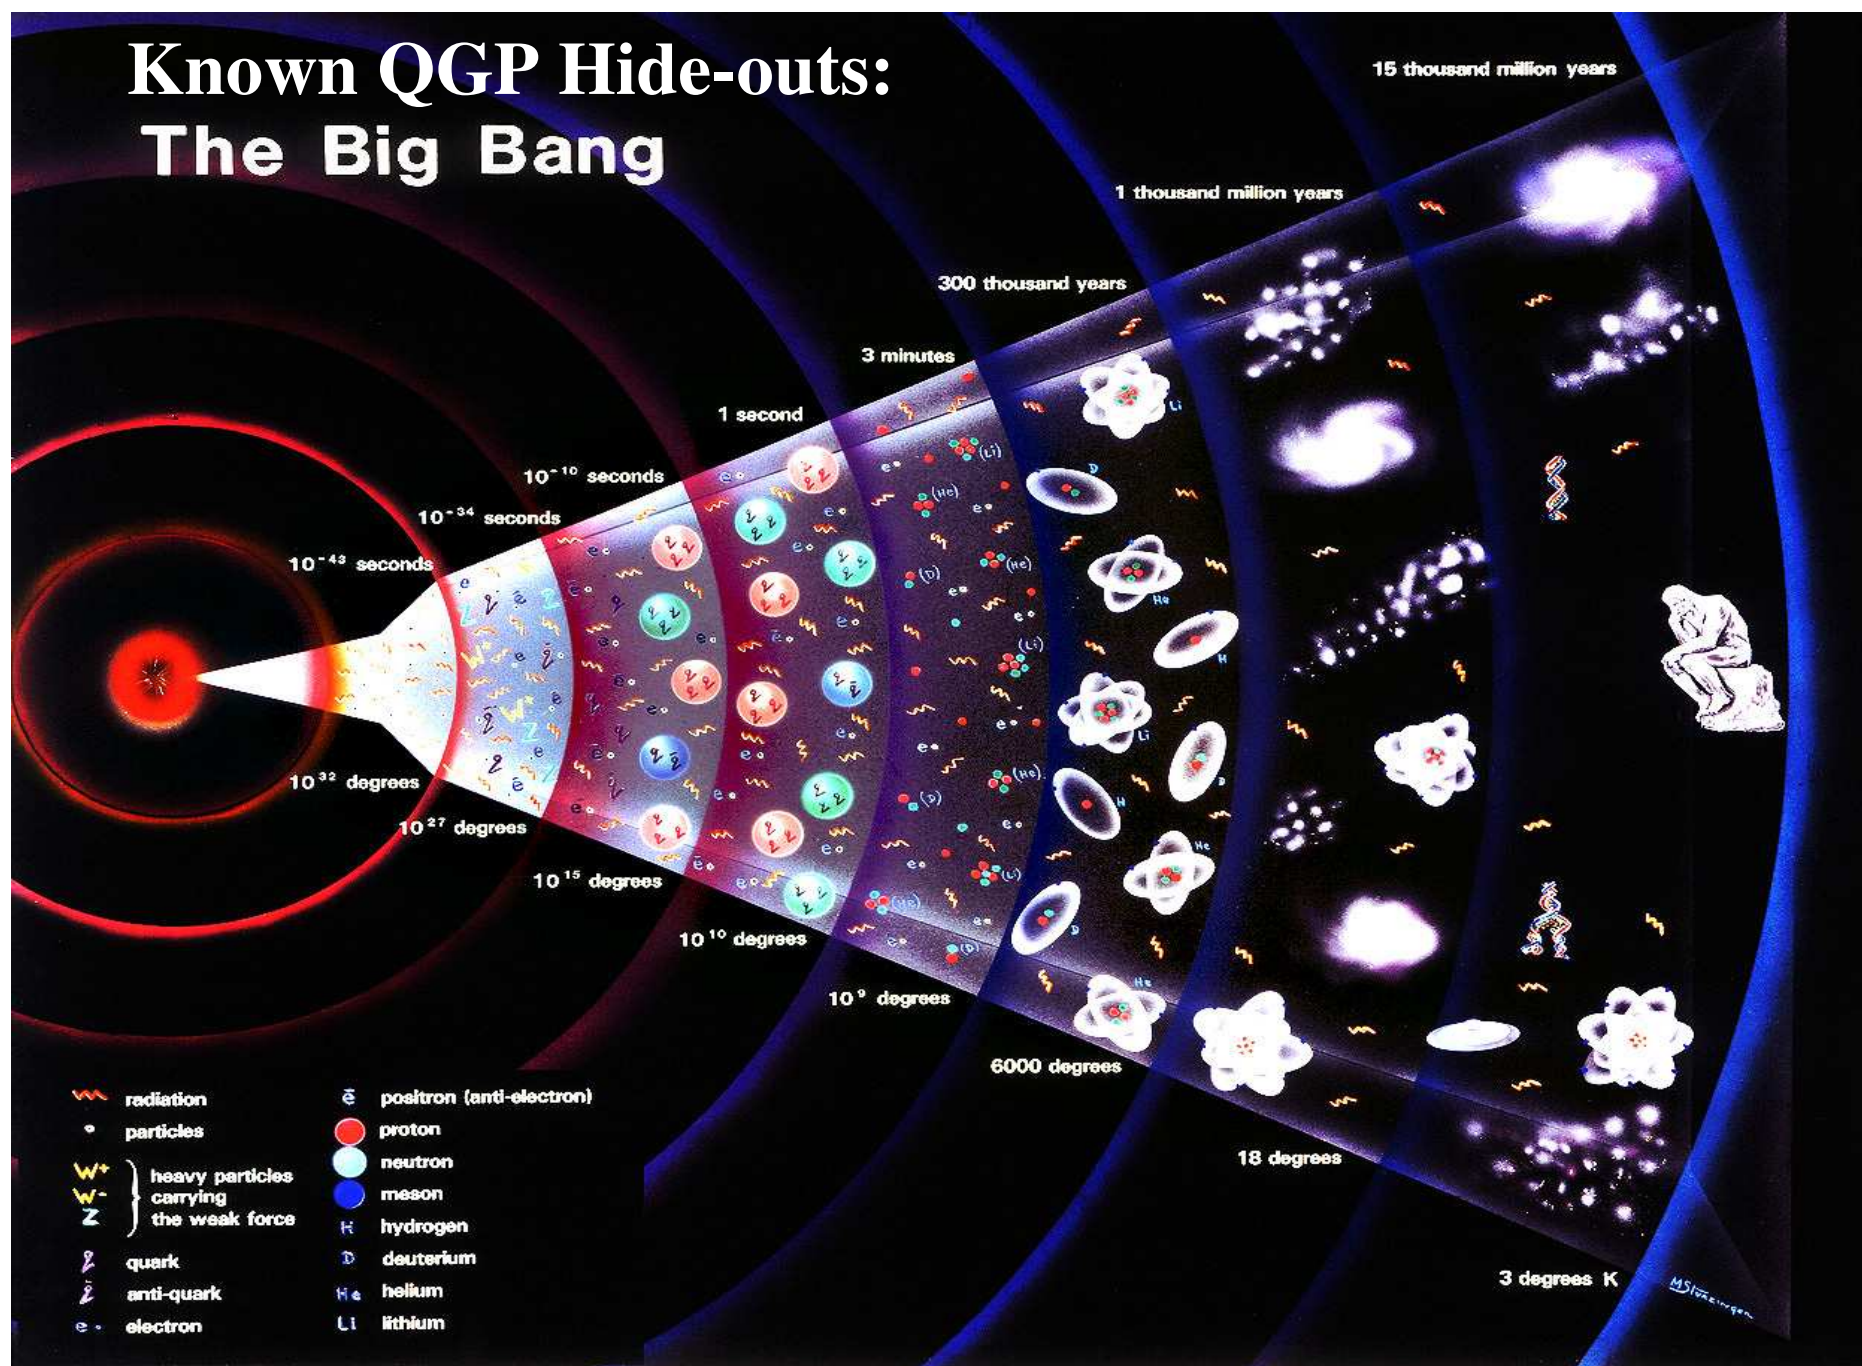 Known QGP Hide-outs:
The Big Bang
15 thousand million years
1 thousand million years
300 thousand years
3 minutes
1 second
10⁻¹⁰ seconds
10⁻³⁴ seconds
10⁻⁴³ seconds
10³² degrees
10²⁷ degrees
10¹⁵ degrees
10¹⁰ degrees
10⁹ degrees
6000 degrees
18 degrees
3 degrees K
radiation
particles
W+
W-
Z
heavy particles
carrying
the weak force
q quark
q̄ anti-quark
e electron
ē positron (anti-electron)
proton
neutron
meson
H hydrogen
D deuterium
He helium
Li lithium